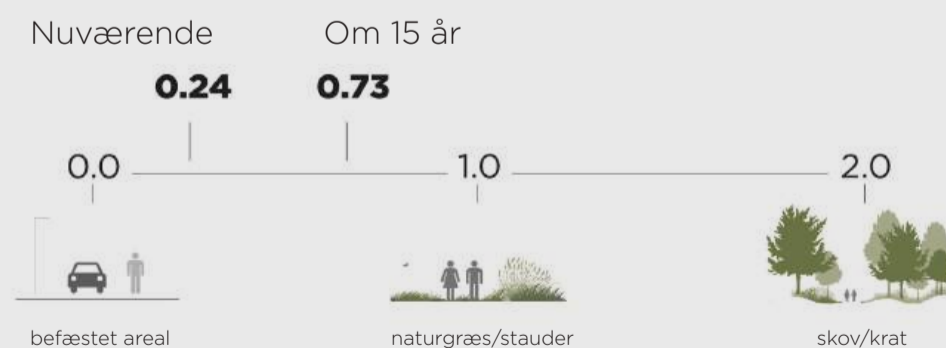 Nuværende Om 15 år
0.24 0.73
0.0 1.0 2.0
befæstet areal naturgræs/stauder skov/krat